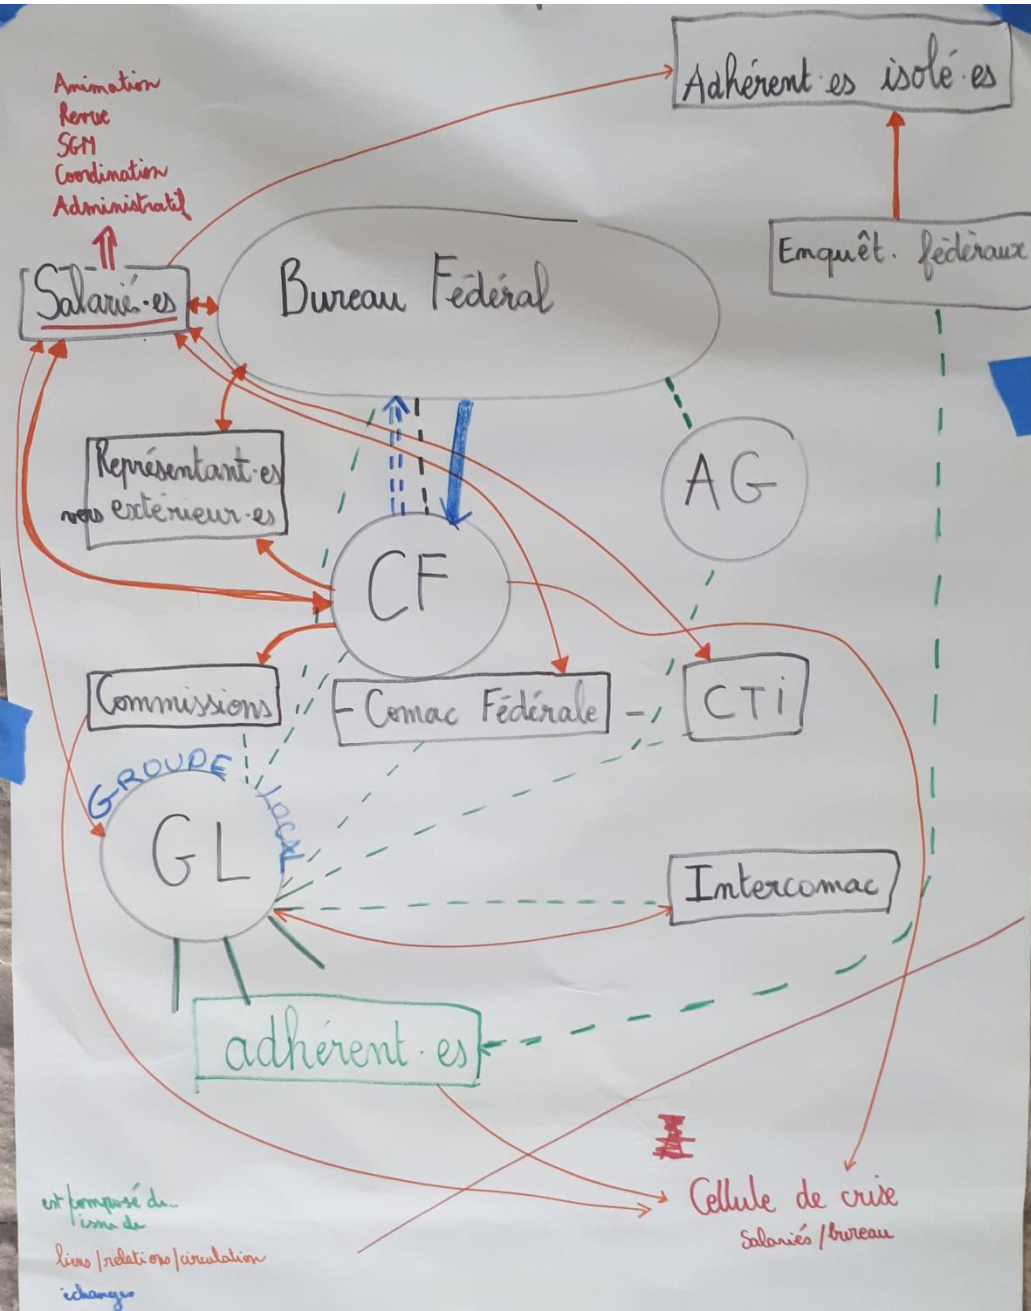 Adhérent·es isolé·es
Animation
Revue
SGM
Coordination
Administratif
Enquêt. fédéraux
Salarié·es
Bureau Fédéral
Représentant·es
vers extérieur·es
AG
CF
Commissions
- Comac Fédérale -
CTi
GROUPE
LOCAL
GL
Intercomac
adhérent·es
Cellule de crise
Salariés/bureau
est/composé de
issu de
liens/relations/circulation
échanges